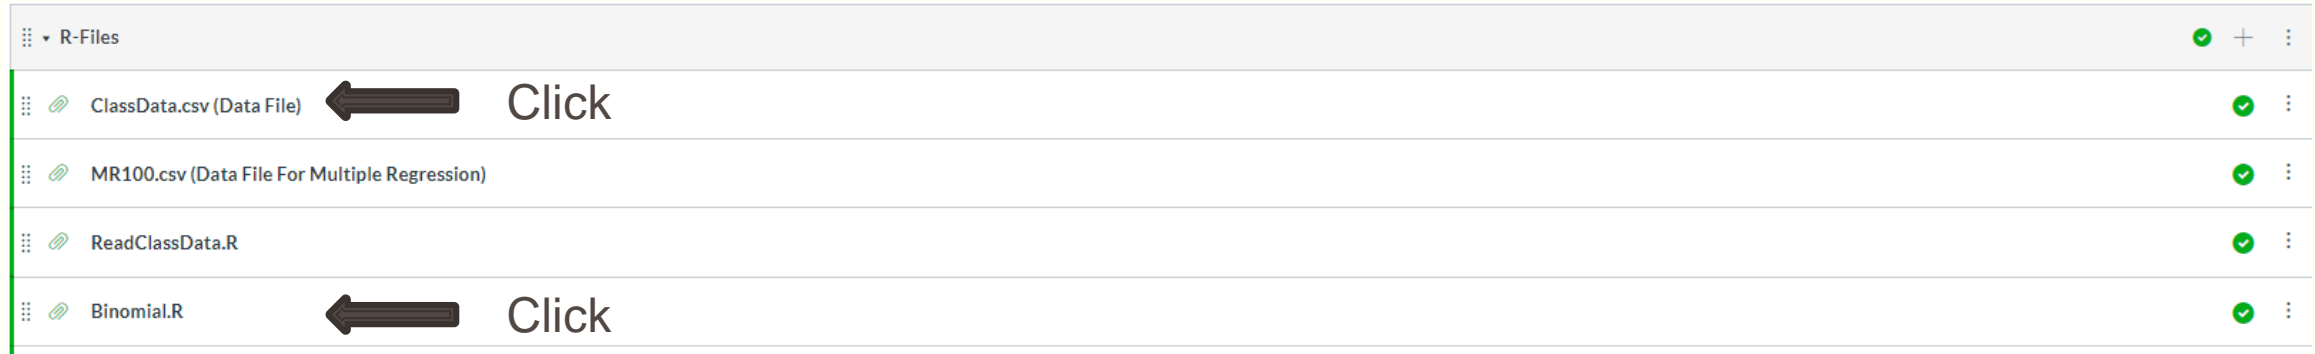 R-Files
ClassData.csv (Data File) Click
MR100.csv (Data File For Multiple Regression)
ReadClassData.R
Binomial.R Click